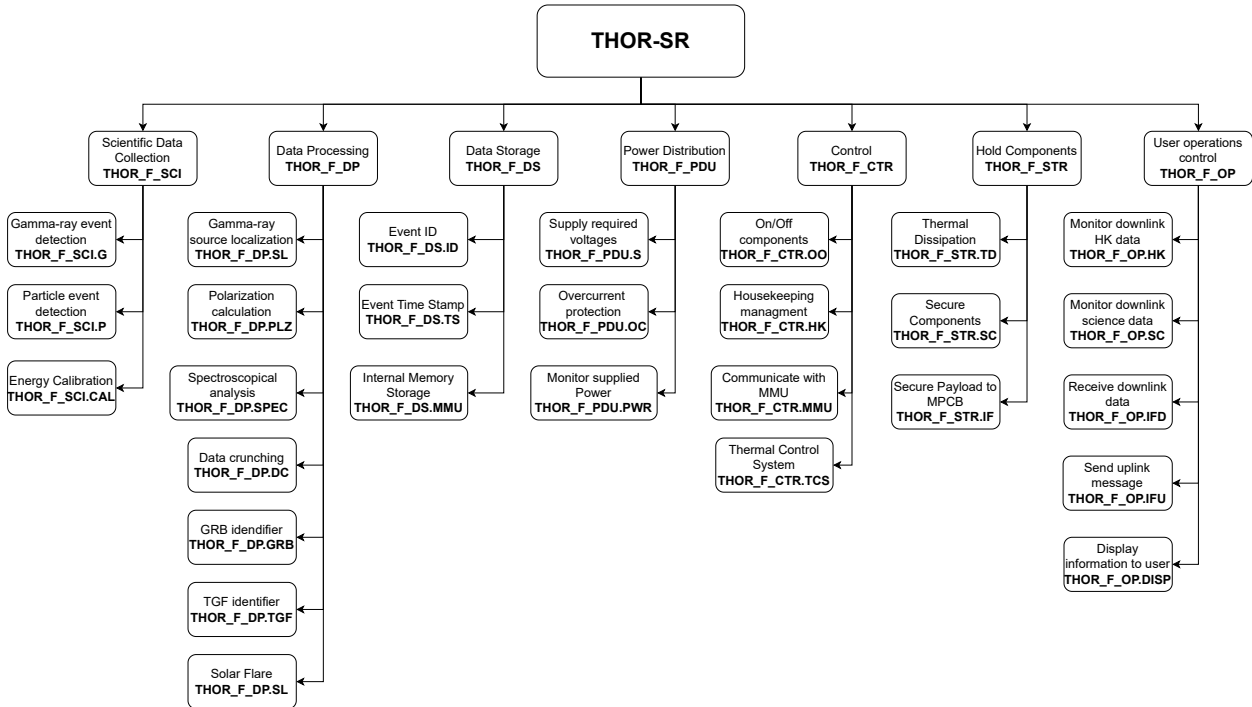 THOR-SR
Scientific Data
Collection
THOR_F_SCI
Data Processing
THOR_F_DP
Data Storage
THOR_F_DS
Power Distribution
THOR_F_PDU
Control
THOR_F_CTR
Hold Components
THOR_F_STR
User operations
control
THOR_F_OP
Gamma-ray event
detection
THOR_F_SCI.G
Particle event
detection
THOR_F_SCI.P
Energy Calibration
THOR_F_SCI.CAL
Gamma-ray
source localization
THOR_F_DP.SL
Polarization
calculation
THOR_F_DP.PLZ
Spectroscopical
analysis
THOR_F_DP.SPEC
Data crunching
THOR_F_DP.DC
GRB idendifier
THOR_F_DP.GRB
TGF identifier
THOR_F_DP.TGF
Solar Flare
THOR_F_DP.SL
Event ID
THOR_F_DS.ID
Event Time Stamp
THOR_F_DS.TS
Internal Memory
Storage
THOR_F_DS.MMU
Supply required
voltages
THOR_F_PDU.S
Overcurrent
protection
THOR_F_PDU.OC
Monitor supplied
Power
THOR_F_PDU.PWR
On/Off
components
THOR_F_CTR.OO
Housekeeping
managment
THOR_F_CTR.HK
Communicate with
MMU
THOR_F_CTR.MMU
Thermal Control
System
THOR_F_CTR.TCS
Thermal
Dissipation
THOR_F_STR.TD
Secure
Components
THOR_F_STR.SC
Secure Payload to
MPCB
THOR_F_STR.IF
Monitor downlink
HK data
THOR_F_OP.HK
Monitor downlink
science data
THOR_F_OP.SC
Receive downlink
data
THOR_F_OP.IFD
Send uplink
message
THOR_F_OP.IFU
Display
information to user
THOR_F_OP.DISP